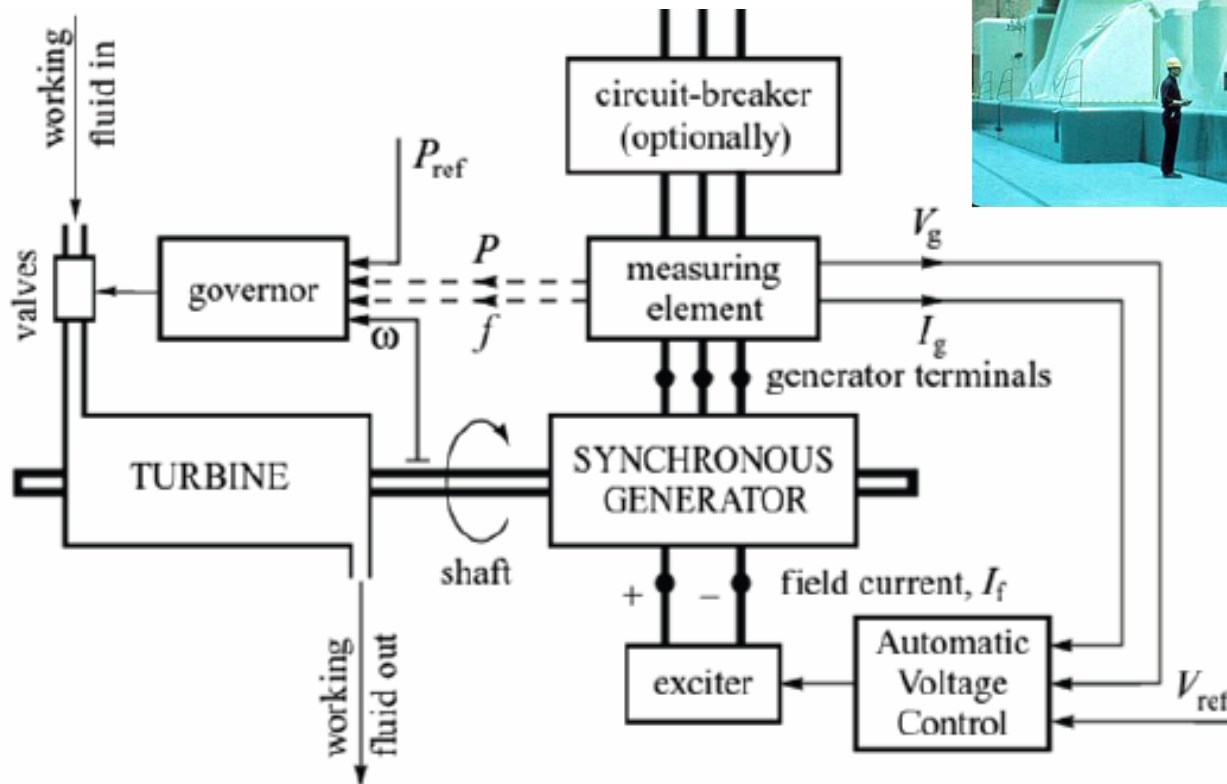 working
fluid in
circuit-breaker
(optionally)
P_ref
V_g
valves
governor
P
measuring
element
f
ω
I_g
generator terminals
TURBINE
SYNCHRONOUS
GENERATOR
shaft
+
−
field current, I_f
working
fluid out
exciter
Automatic
Voltage
Control
V_ref